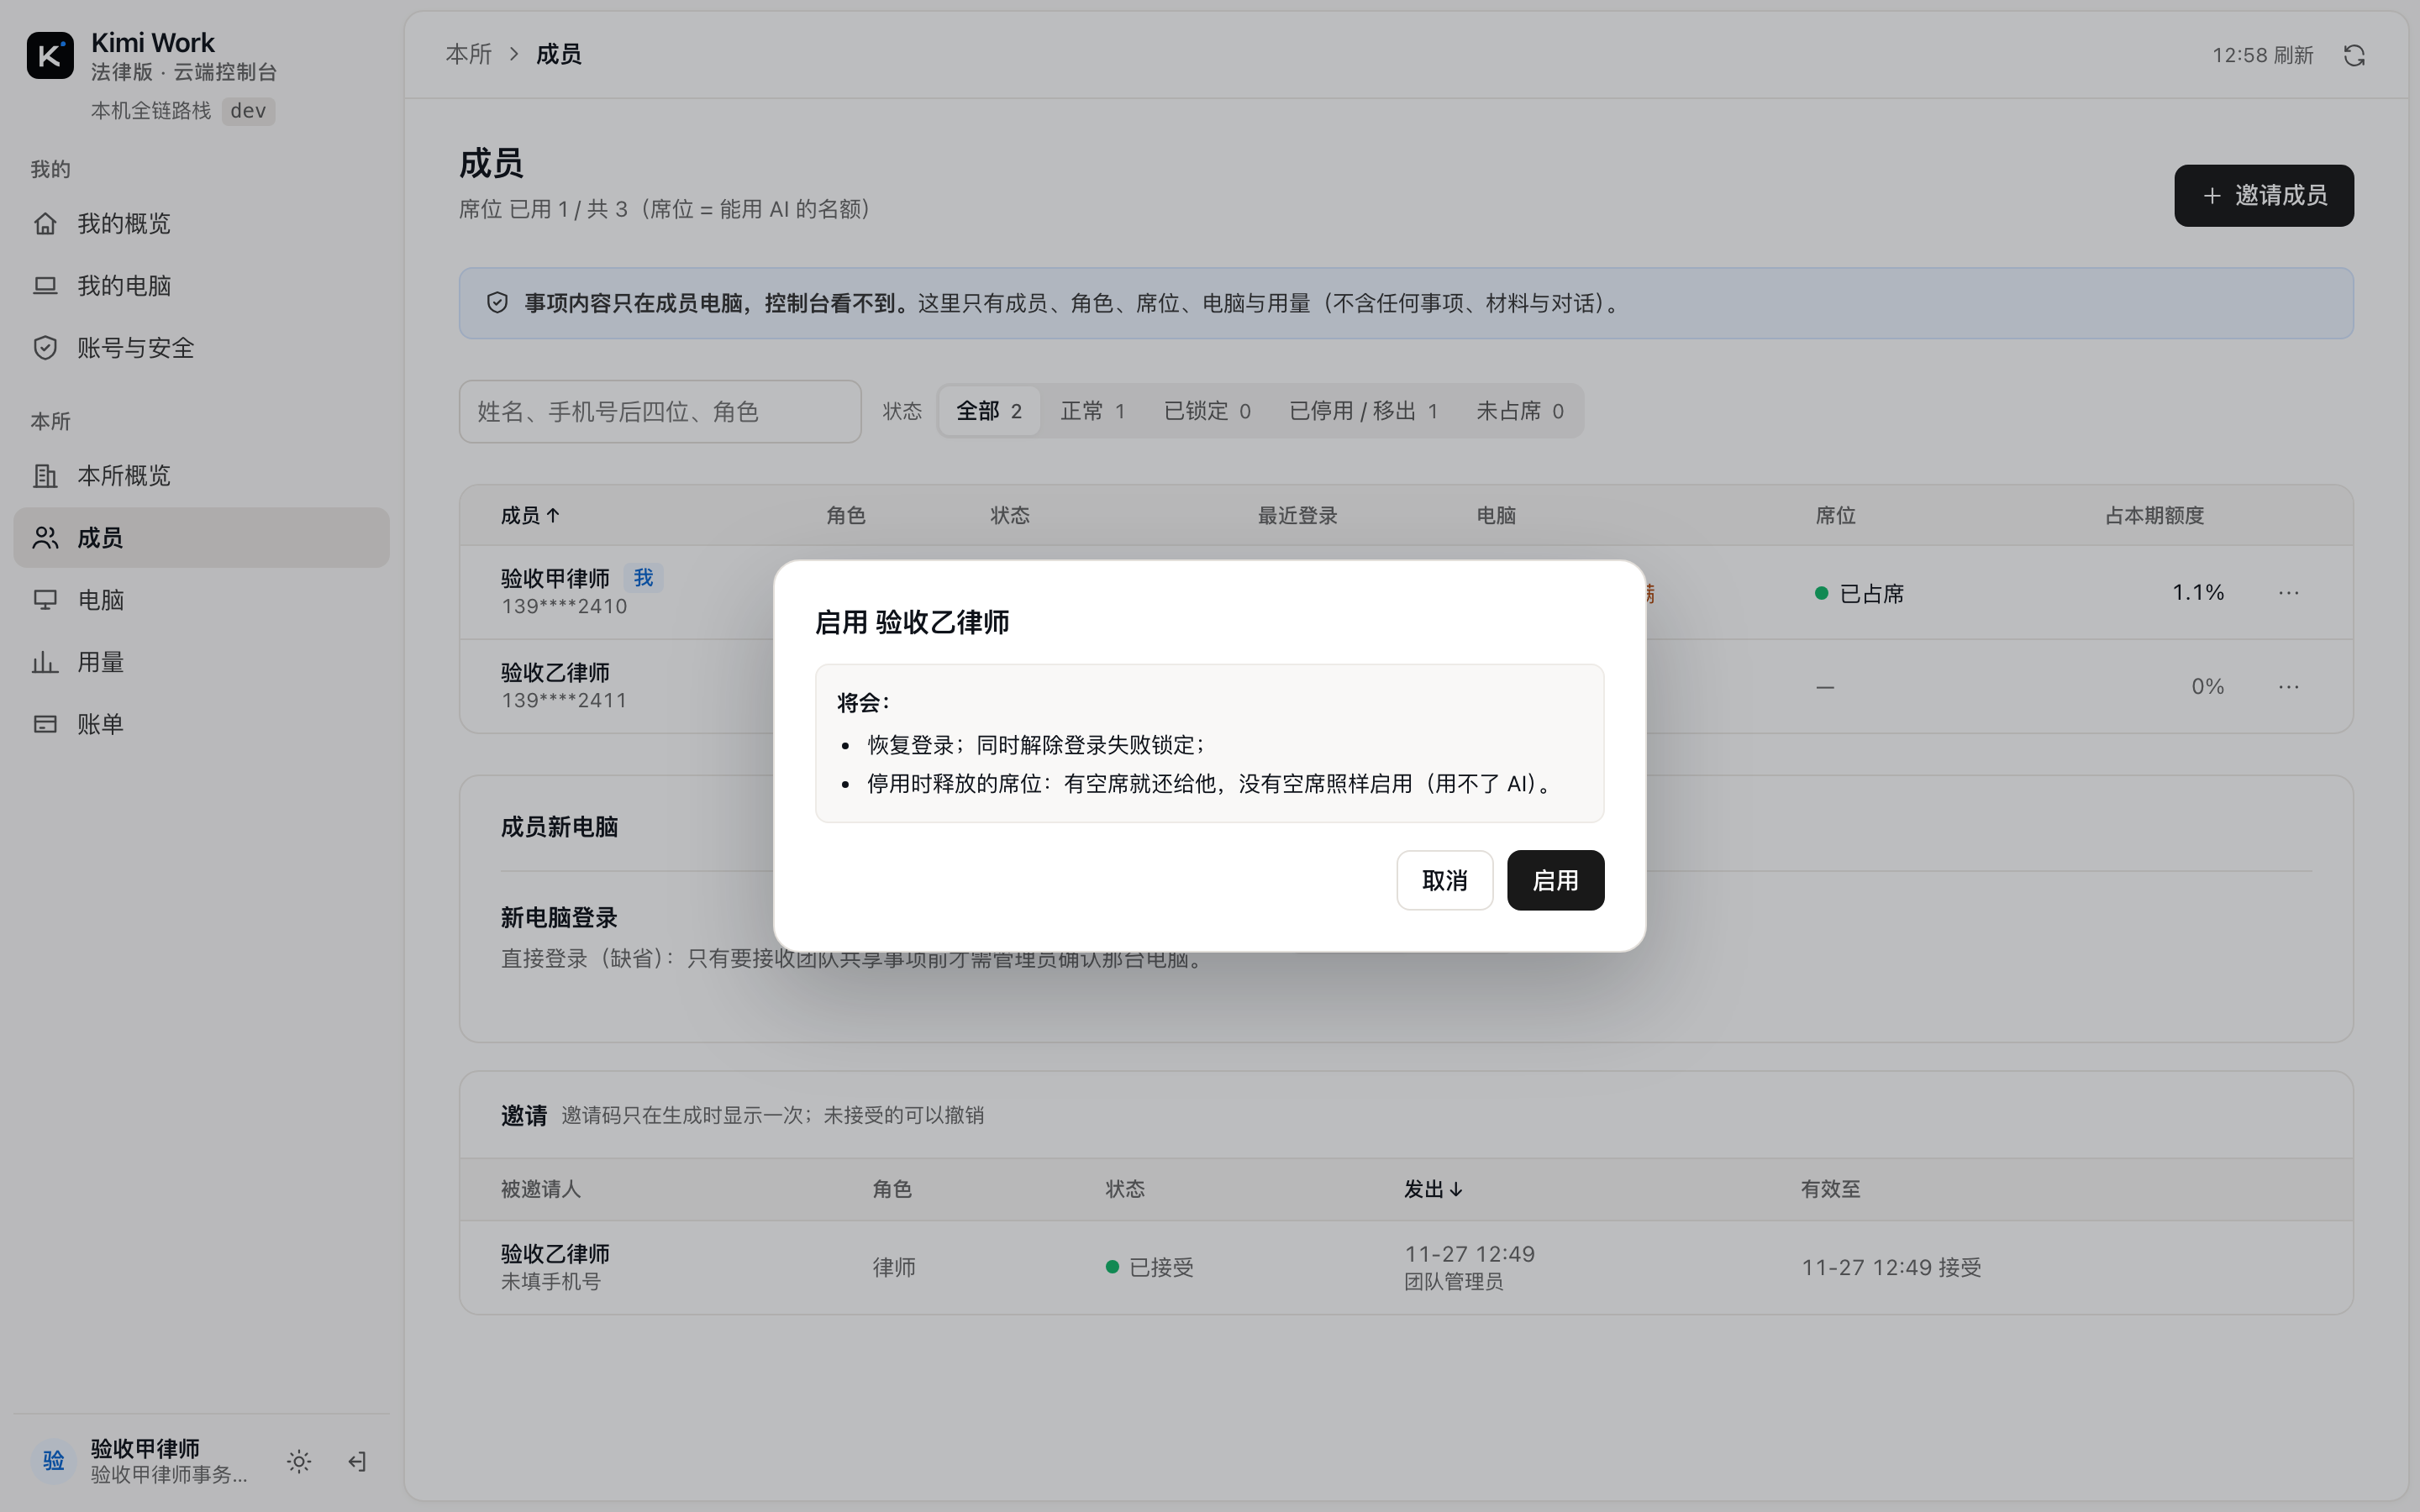 Kimi Work
法律版 · 云端控制台
本机全链路栈 dev
我的
我的概览
我的电脑
账号与安全
本所
本所概览
成员
电脑
用量
账单
验
验收甲律师
验收甲律师事务...
本所 > 成员
12:58 刷新
成员
席位 已用 1 / 共 3（席位 = 能用 AI 的名额）
+ 邀请成员
事项内容只在成员电脑，控制台看不到。这里只有成员、角色、席位、电脑与用量（不含任何事项、材料与对话）。
姓名、手机号后四位、角色
状态 全部 2 正常 1 已锁定 0 已停用 / 移出 1 未占席 0
成员 ↑ 角色 状态 最近登录 电脑 席位 占本期额度
验收甲律师 我
139****2410
已占席 1.1% ···
验收乙律师
139****2411
— 0% ···
启用 验收乙律师
将会：
• 恢复登录；同时解除登录失败锁定；
• 停用时释放的席位：有空席就还给他，没有空席照样启用（用不了 AI）。
取消 启用
成员新电脑
新电脑登录
直接登录（缺省）：只有要接收团队共享事项前才需管理员确认那台电脑。
邀请 邀请码只在生成时显示一次；未接受的可以撤销
被邀请人 角色 状态 发出 ↓ 有效至
验收乙律师
未填手机号
律师 已接受
11-27 12:49
团队管理员
11-27 12:49 接受